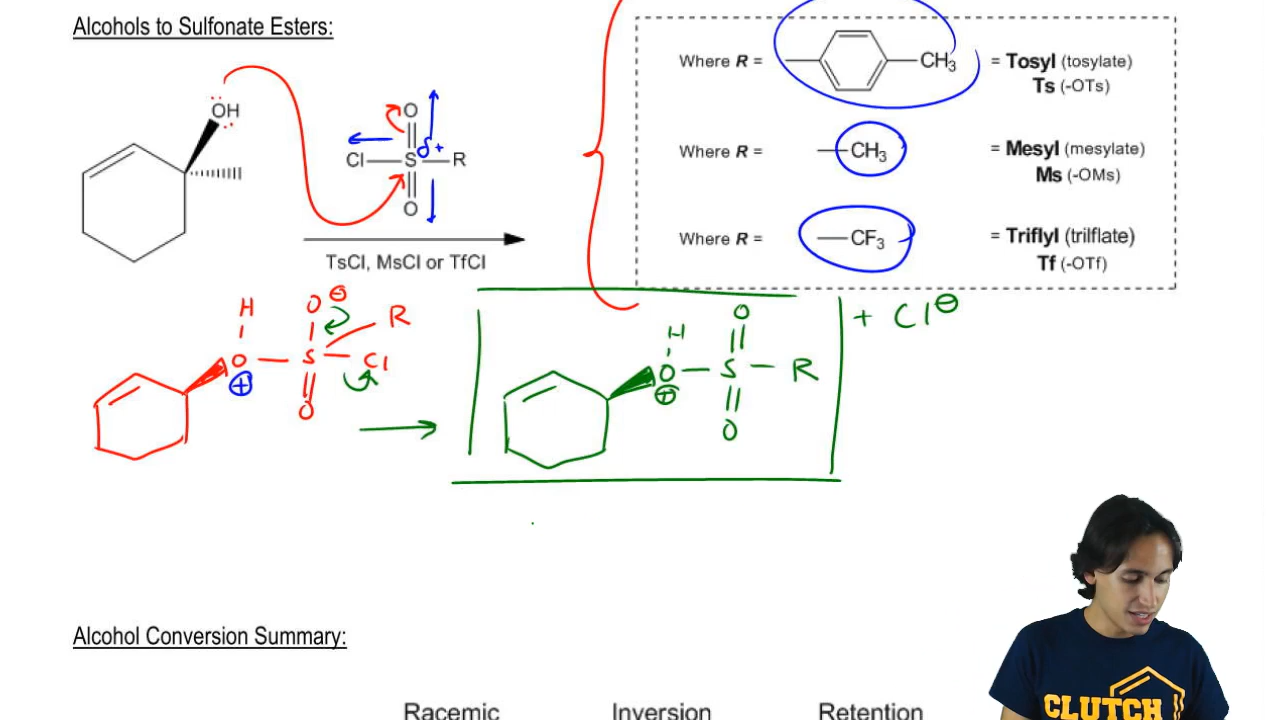 Alcohols to Sulfonate Esters:
OH
O
Cl S δ+ R
O
TsCl, MsCl or TfCl
Where R = CH3 = Tosyl (tosylate)
Ts (-OTs)
Where R = CH3 = Mesyl (mesylate)
Ms (-OMs)
Where R = CF3 = Triflyl (trilflate)
Tf (-OTf)
H O ⊖ R
O S Cl
⊕
O
O + Cl⊖
H
O S R
⊕
O
Alcohol Conversion Summary:
Racemic Inversion Retention
CLUTCH